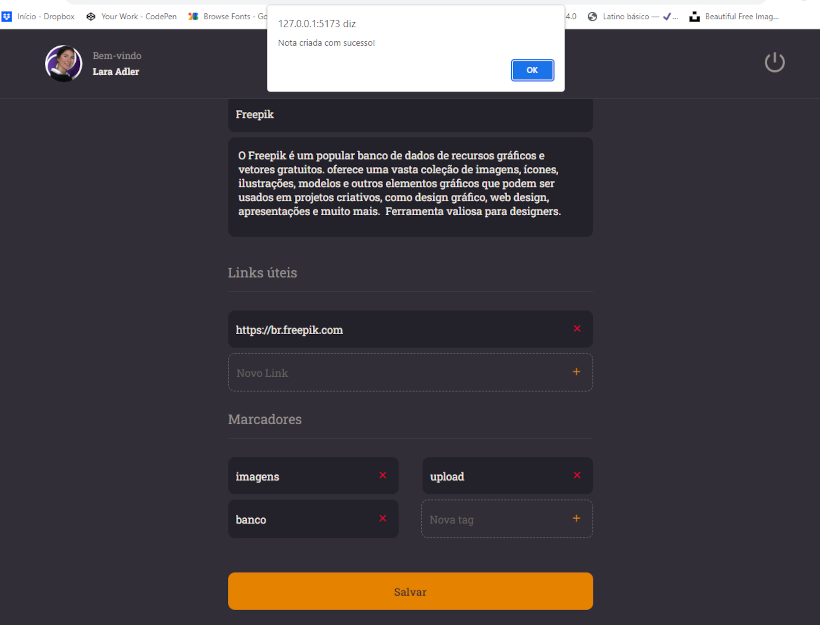 Início - Dropbox
Your Work - CodePen
Browse Fonts - Go
4.0
Latino básico — ✓...
Beautiful Free Imag...
127.0.0.1:5173 diz
Nota criada com sucesso!
OK
Bem-vindo
Lara Adler
Freepik
O Freepik é um popular banco de dados de recursos gráficos e
vetores gratuitos. oferece uma vasta coleção de imagens, ícones,
ilustrações, modelos e outros elementos gráficos que podem ser
usados em projetos criativos, como design gráfico, web design,
apresentações e muito mais.  Ferramenta valiosa para designers.
Links úteis
https://br.freepik.com
Novo Link
Marcadores
imagens
upload
banco
Nova tag
Salvar